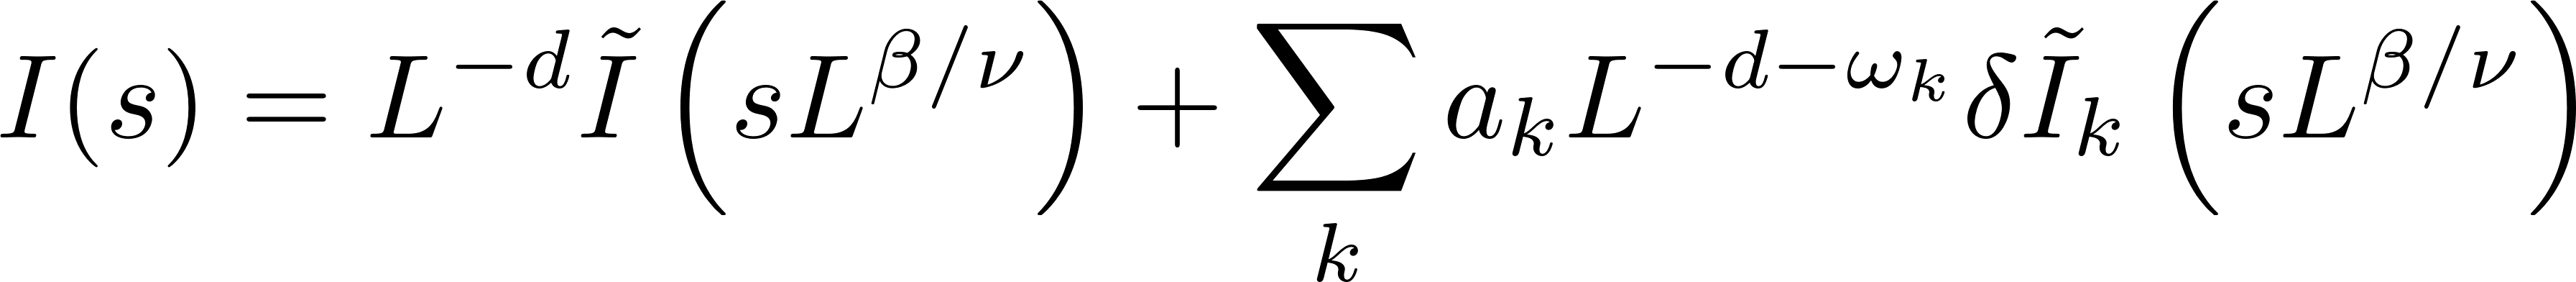 I(s) = L^{-d} \tilde{I} \left( sL^{\beta/\nu} \right) + \sum_{k} a_k L^{-d-\omega_k} \delta \tilde{I}_k \left( sL^{\beta/\nu} \right)